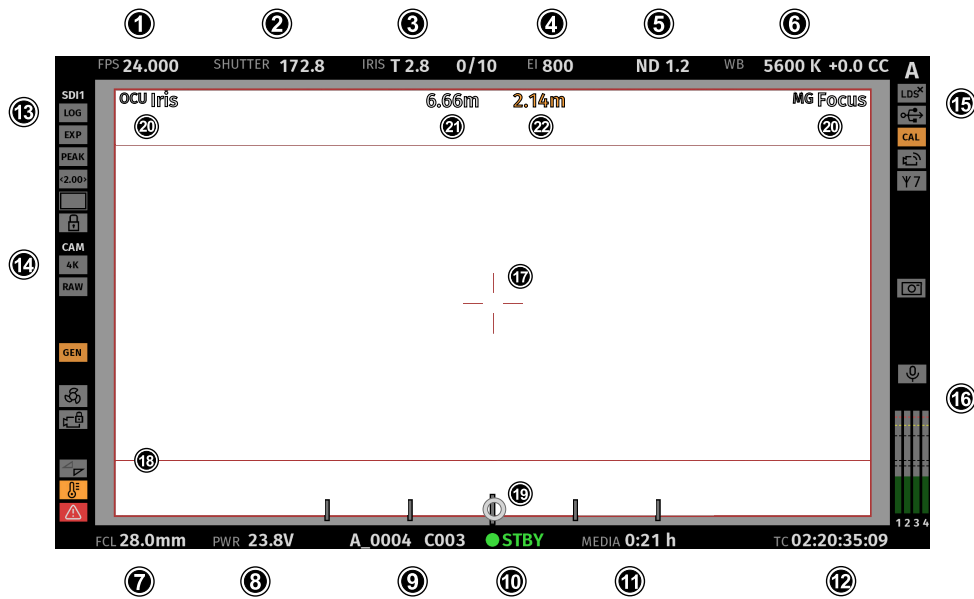 1 2 3 4 5 6
FPS 24.000 SHUTTER 172.8 IRIS T 2.8 0/10 EI 800 ND 1.2 WB 5600 K +0.0 CC A
13 SDI1 OCU Iris 6.66m 2.14m MG Focus LDS× 15
LOG 20 21 22 20
EXP CAL
PEAK
<2.00> 7
CAM
14 4K 17
RAW
GEN
16
18
19
1 2 3 4
FCL 28.0mm PWR 23.8V A_0004 C003 STBY MEDIA 0:21 h TC 02:20:35:09
7 8 9 10 11 12